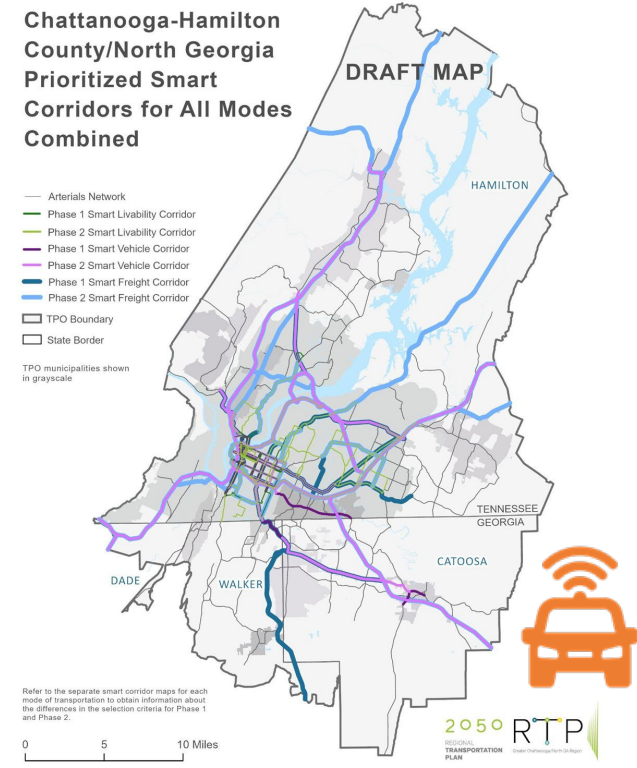 Chattanooga-Hamilton
County/North Georgia
Prioritized Smart
Corridors for All Modes
Combined
DRAFT MAP
HAMILTON
Arterials Network
Phase 1 Smart Livability Corridor
Phase 2 Smart Livability Corridor
Phase 1 Smart Vehicle Corridor
Phase 2 Smart Vehicle Corridor
Phase 1 Smart Freight Corridor
Phase 2 Smart Freight Corridor
TPO Boundary
State Border
TPO municipalities shown
in grayscale
TENNESSEE
GEORGIA
CATOOSA
DADE
WALKER
Refer to the separate smart corridor maps for each
mode of transportation to obtain information about
the differences in the selection criteria for Phase 1
and Phase 2.
0 5 10 Miles
2050 RTP
REGIONAL
TRANSPORTATION
PLAN
Greater Chattanooga/North GA Region